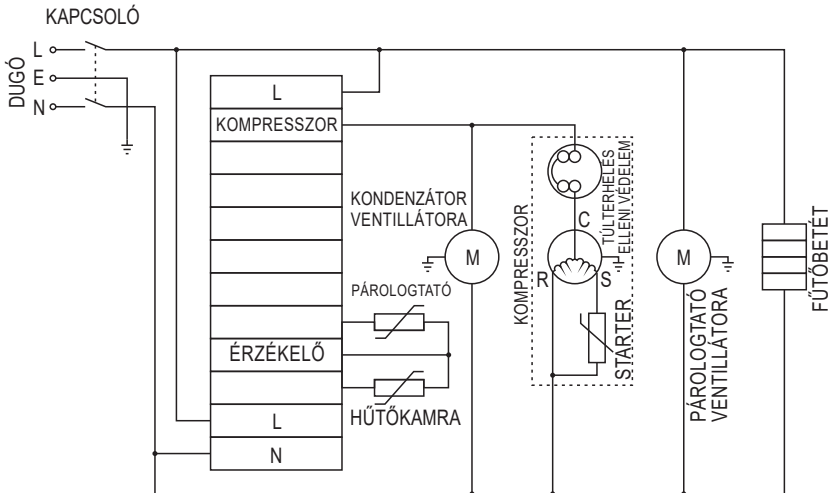 KAPCSOLÓ
DUGÓ
L
E
N
L
KOMPRESSZOR
KONDENZÁTOR
VENTILLÁTORA
M
PÁROLOGTATÓ
ÉRZÉKELŐ
HŰTŐKAMRA
L
N
KOMPRESSZOR
TÚLTERHELÉS
ELLENI VÉDELEM
C
R
S
STARTER
M
PÁROLOGTATÓ
VENTILLÁTORA
FŰTŐBETÉT